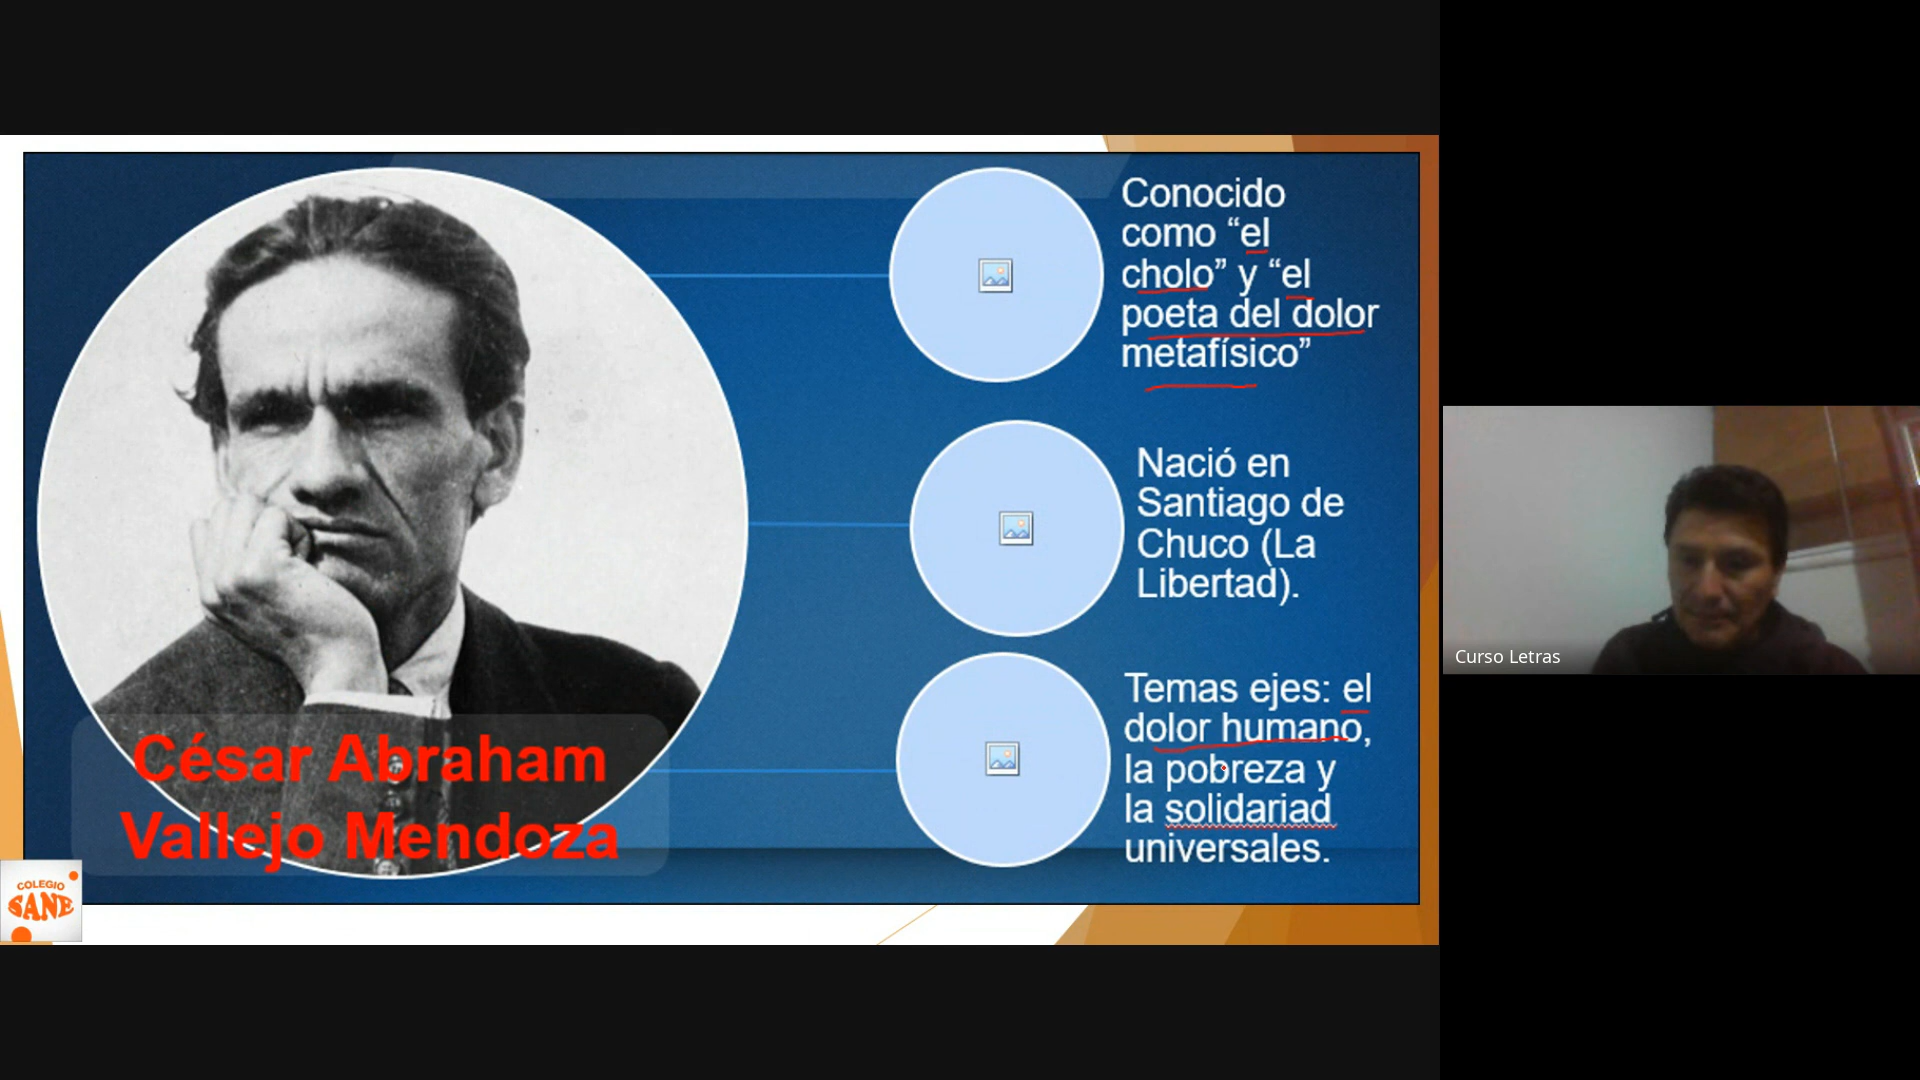 Conocido
como “el
cholo” y “el
poeta del dolor
metafísico”
Nació en
Santiago de
Chuco (La
Libertad).
Temas ejes: el
dolor humano,
la pobreza y
la solidariad
universales.
César Abraham
Vallejo Mendoza
COLEGIO
SANE
Curso Letras